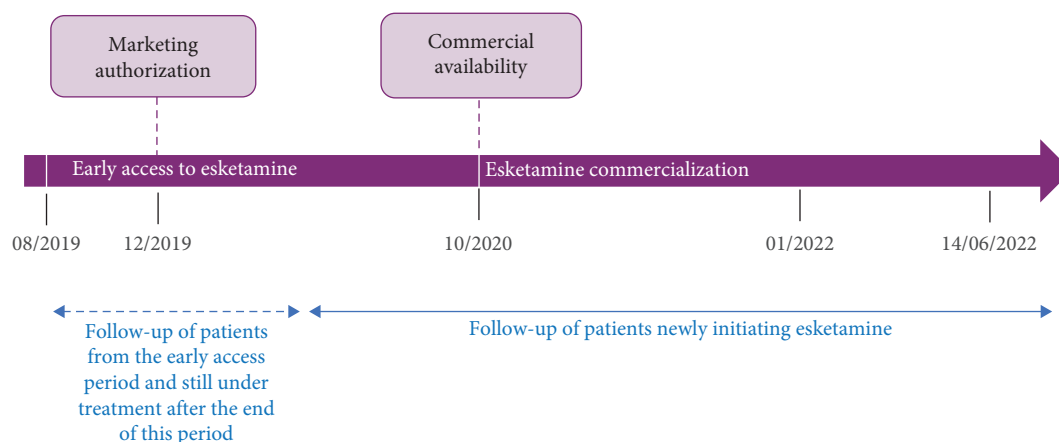 Marketing
authorization
Commercial
availability
Early access to esketamine
Esketamine commercialization
08/2019
12/2019
10/2020
01/2022
14/06/2022
Follow-up of patients
from the early access
period and still under
treatment after the end
of this period
Follow-up of patients newly initiating esketamine